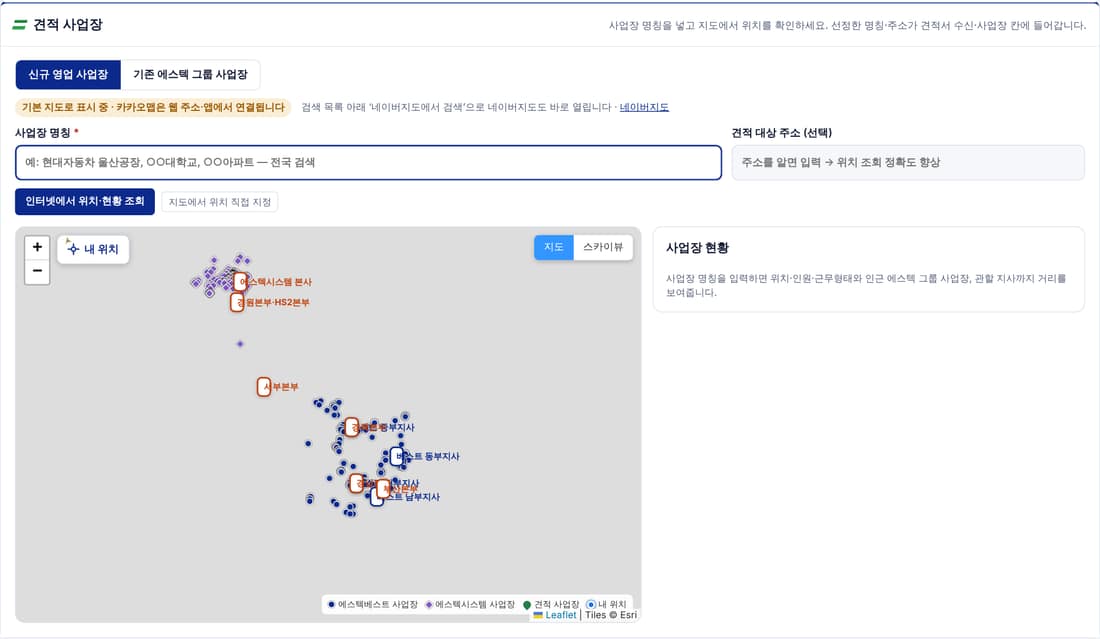 견적 사업장
사업장 명칭을 넣고 지도에서 위치를 확인하세요. 선정한 명칭·주소가 견적서 수신·사업장 칸에 들어갑니다.
신규 영업 사업장
기존 에스텍 그룹 사업장
기본 지도로 표시 중 · 카카오맵은 웹 주소·앱에서 연결됩니다
검색 목록 아래 '네이버지도에서 검색'으로 네이버지도도 바로 열립니다 · 네이버지도
사업장 명칭 *
견적 대상 주소 (선택)
예: 현대자동차 울산공장, ○○대학교, ○○아파트 — 전국 검색
주소를 알면 입력 → 위치 조회 정확도 향상
인터넷에서 위치·현황 조회
지도에서 위치 직접 지정
+
−
내 위치
지도
스카이뷰
사업장 현황
사업장 명칭을 입력하면 위치·인원·근무형태와 인근 에스텍 그룹 사업장, 관할 지사까지 거리를
보여줍니다.
에스텍시스템 본사
강원본부·HS2본부
서부본부
동부지사
베스트 동부지사
부산본부
남부지사
에스텍베스트 사업장
에스텍시스템 사업장
견적 사업장
내 위치
Leaflet | Tiles © Esri